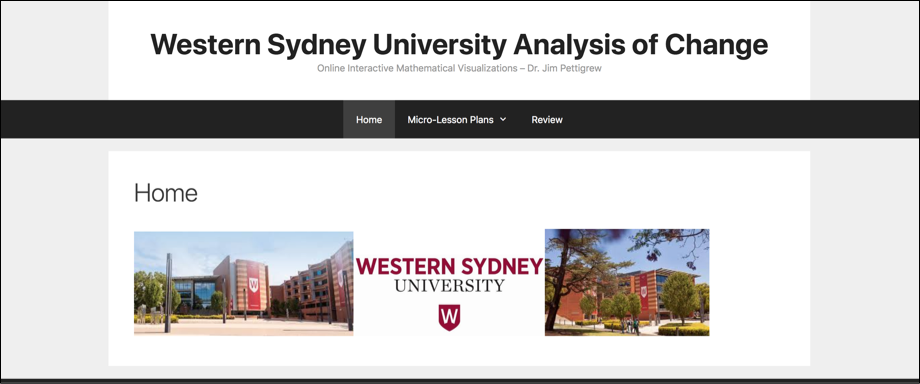 Western Sydney University Analysis of Change
Online Interactive Mathematical Visualizations – Dr. Jim Pettigrew
Home Micro-Lesson Plans Review
Home
W
WESTERN SYDNEY
UNIVERSITY
W